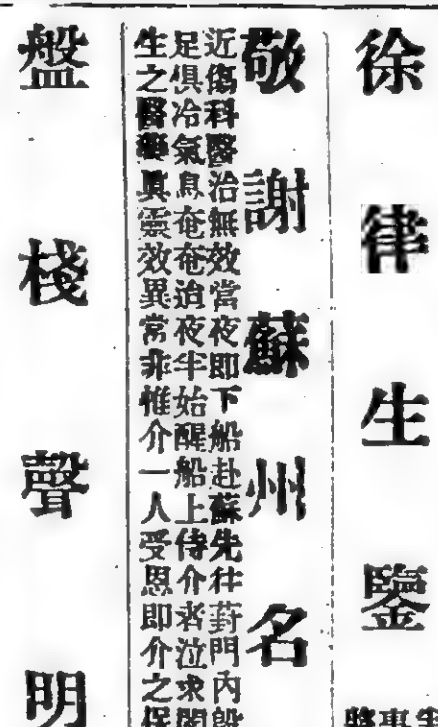 徐律生鑒
敬謝蘇州名
近傷科醫治無效當夜即下船赴蘇先往葑門內
足俱冷氣息奄奄迨夜半始醒船上侍介者泣求
生之醫藥眞靈效異常非惟介一人受恩即介之
盤棧聲明